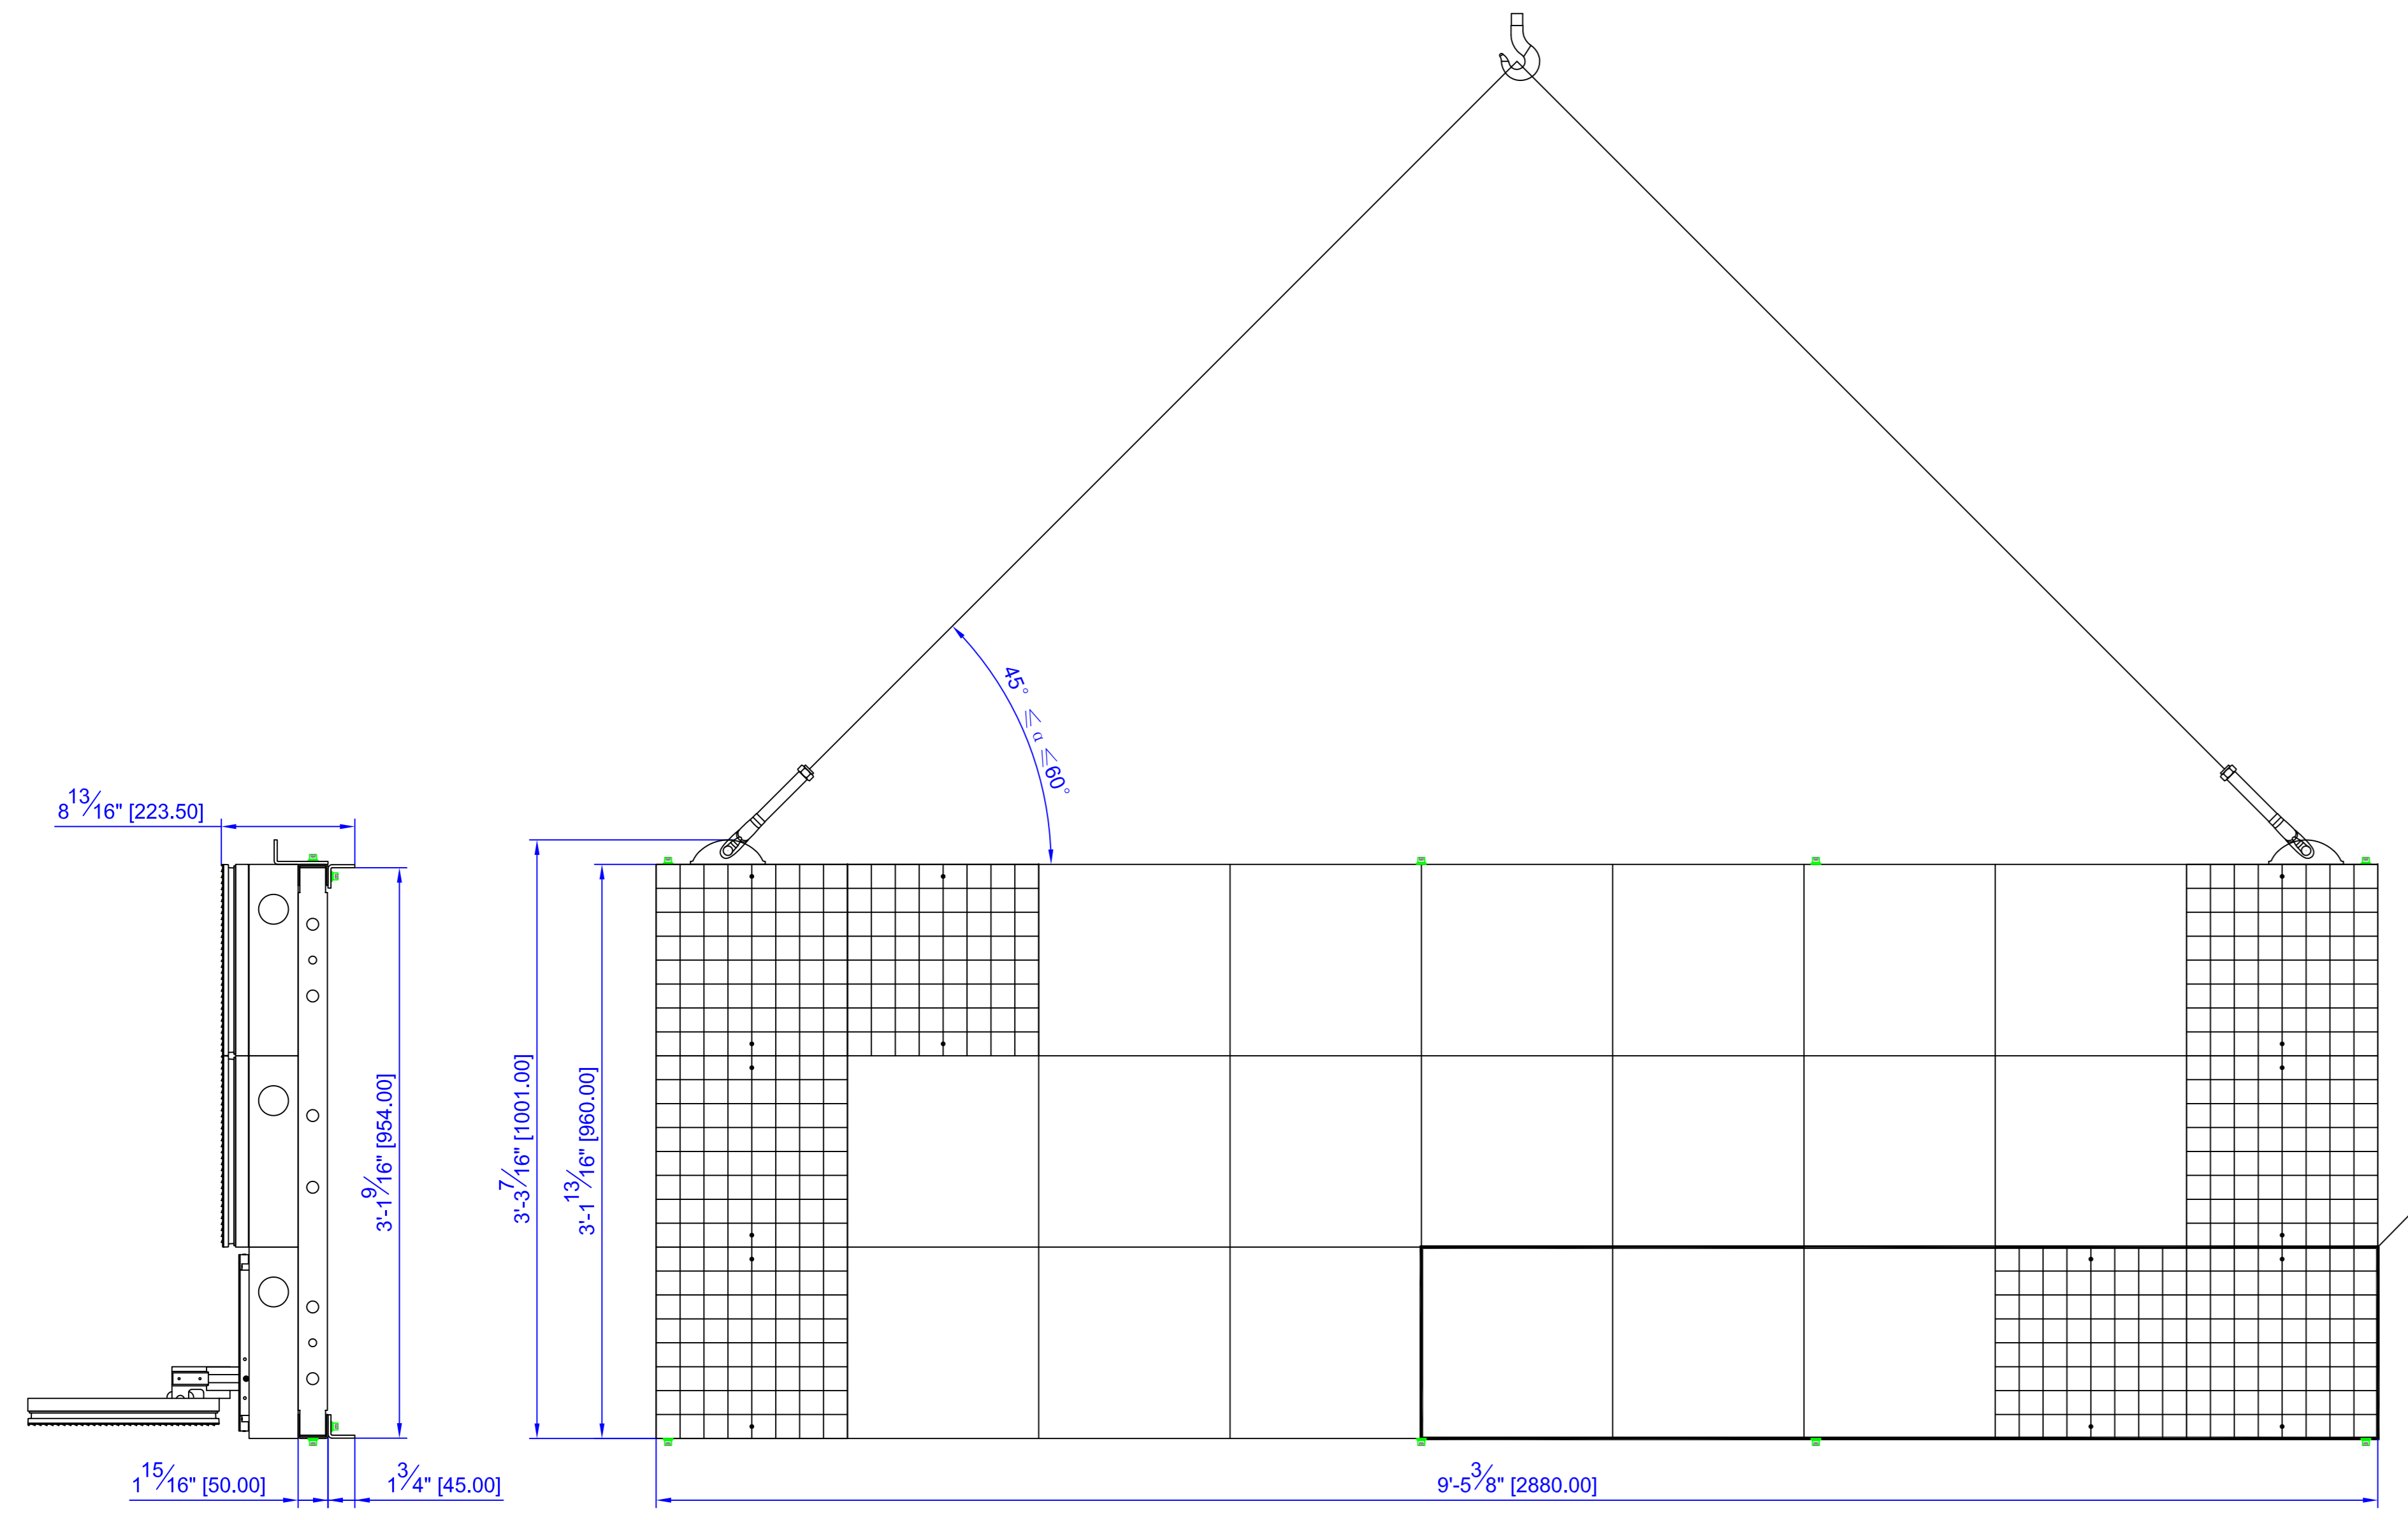 45° ≤ α ≤60°
8 13/16" [223.50]
3'-1 9/16" [954.00]
3'-3 7/16" [1001.00]
3'-1 13/16" [960.00]
1 15/16" [50.00]
1 3/4" [45.00]
9'-5 3/8" [2880.00]